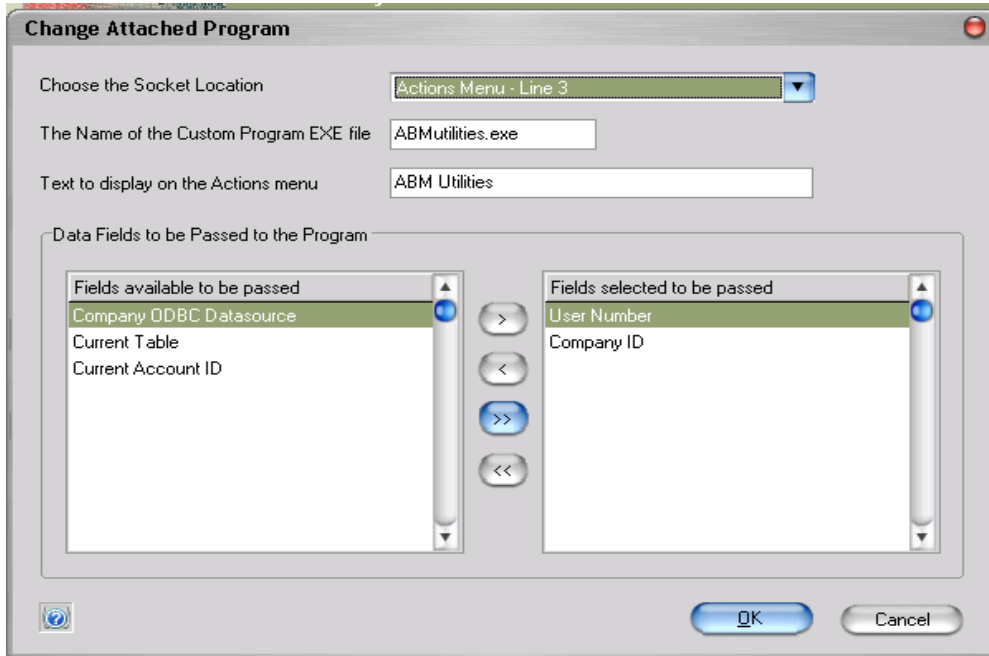 Change Attached Program
Choose the Socket Location
Actions Menu - Line 3
The Name of the Custom Program EXE file
ABMutilities.exe
Text to display on the Actions menu
ABM Utilities
Data Fields to be Passed to the Program
Fields available to be passed
Company ODBC Datasource
Current Table
Current Account ID
>
<
>>
<<
Fields selected to be passed
User Number
Company ID
?
OK
Cancel